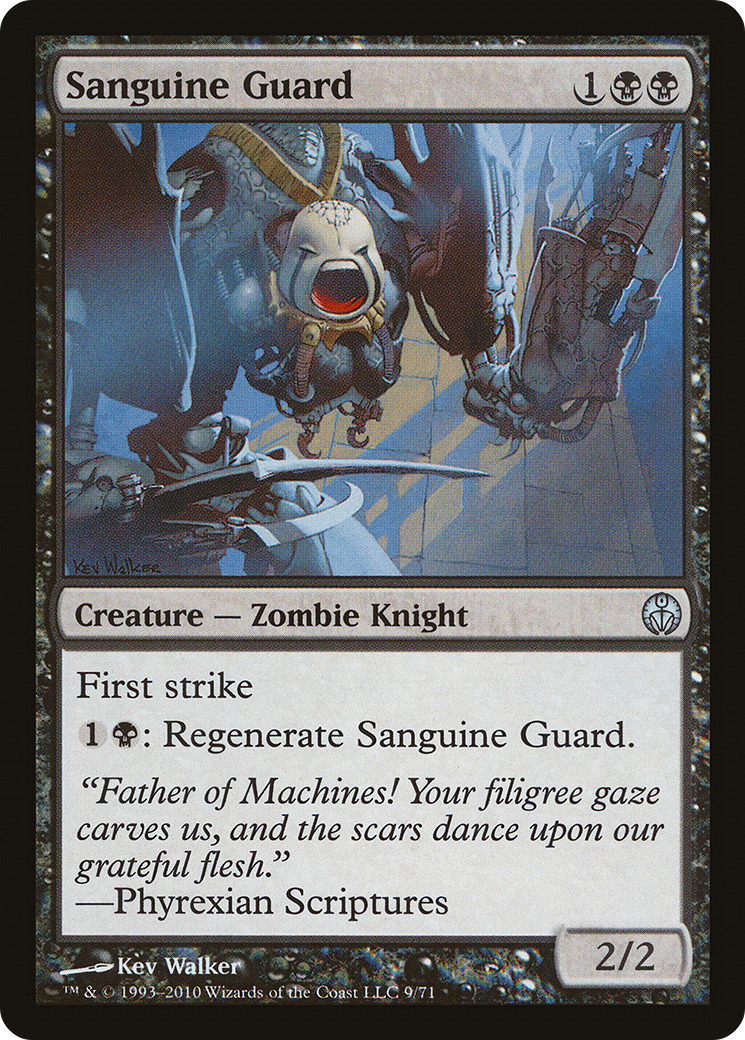 Sanguine Guard 1
KEV WALKER
Creature — Zombie Knight
First strike
1: Regenerate Sanguine Guard.
“Father of Machines! Your filigree gaze
carves us, and the scars dance upon our
grateful flesh.”
—Phyrexian Scriptures
2/2
Kev Walker
™ & © 1993–2010 Wizards of the Coast LLC 9/71